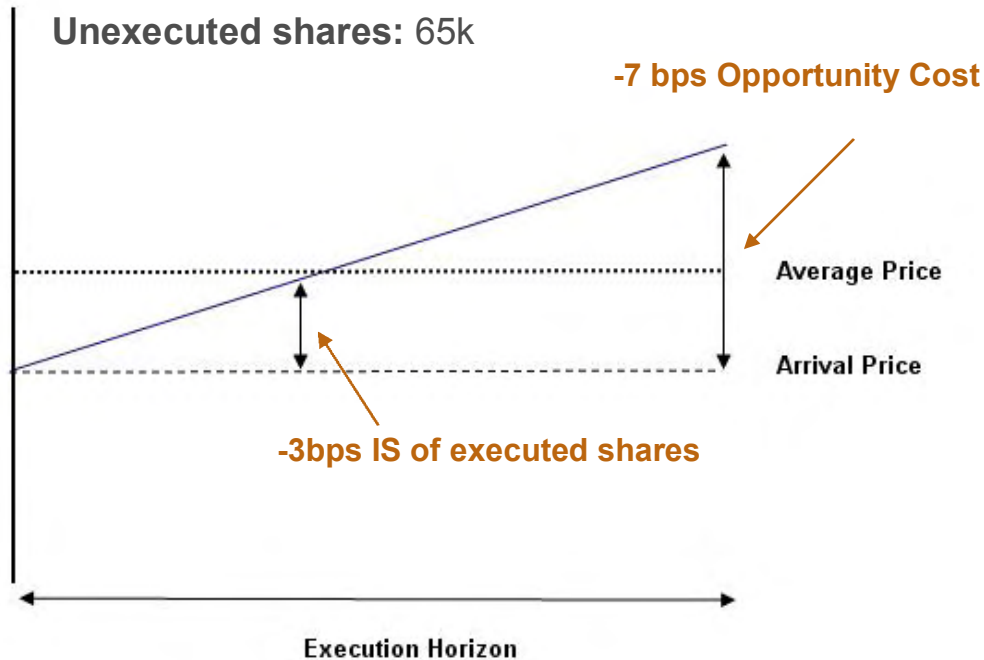 Unexecuted shares: 65k
-7 bps Opportunity Cost
Average Price
Arrival Price
-3bps IS of executed shares
Execution Horizon